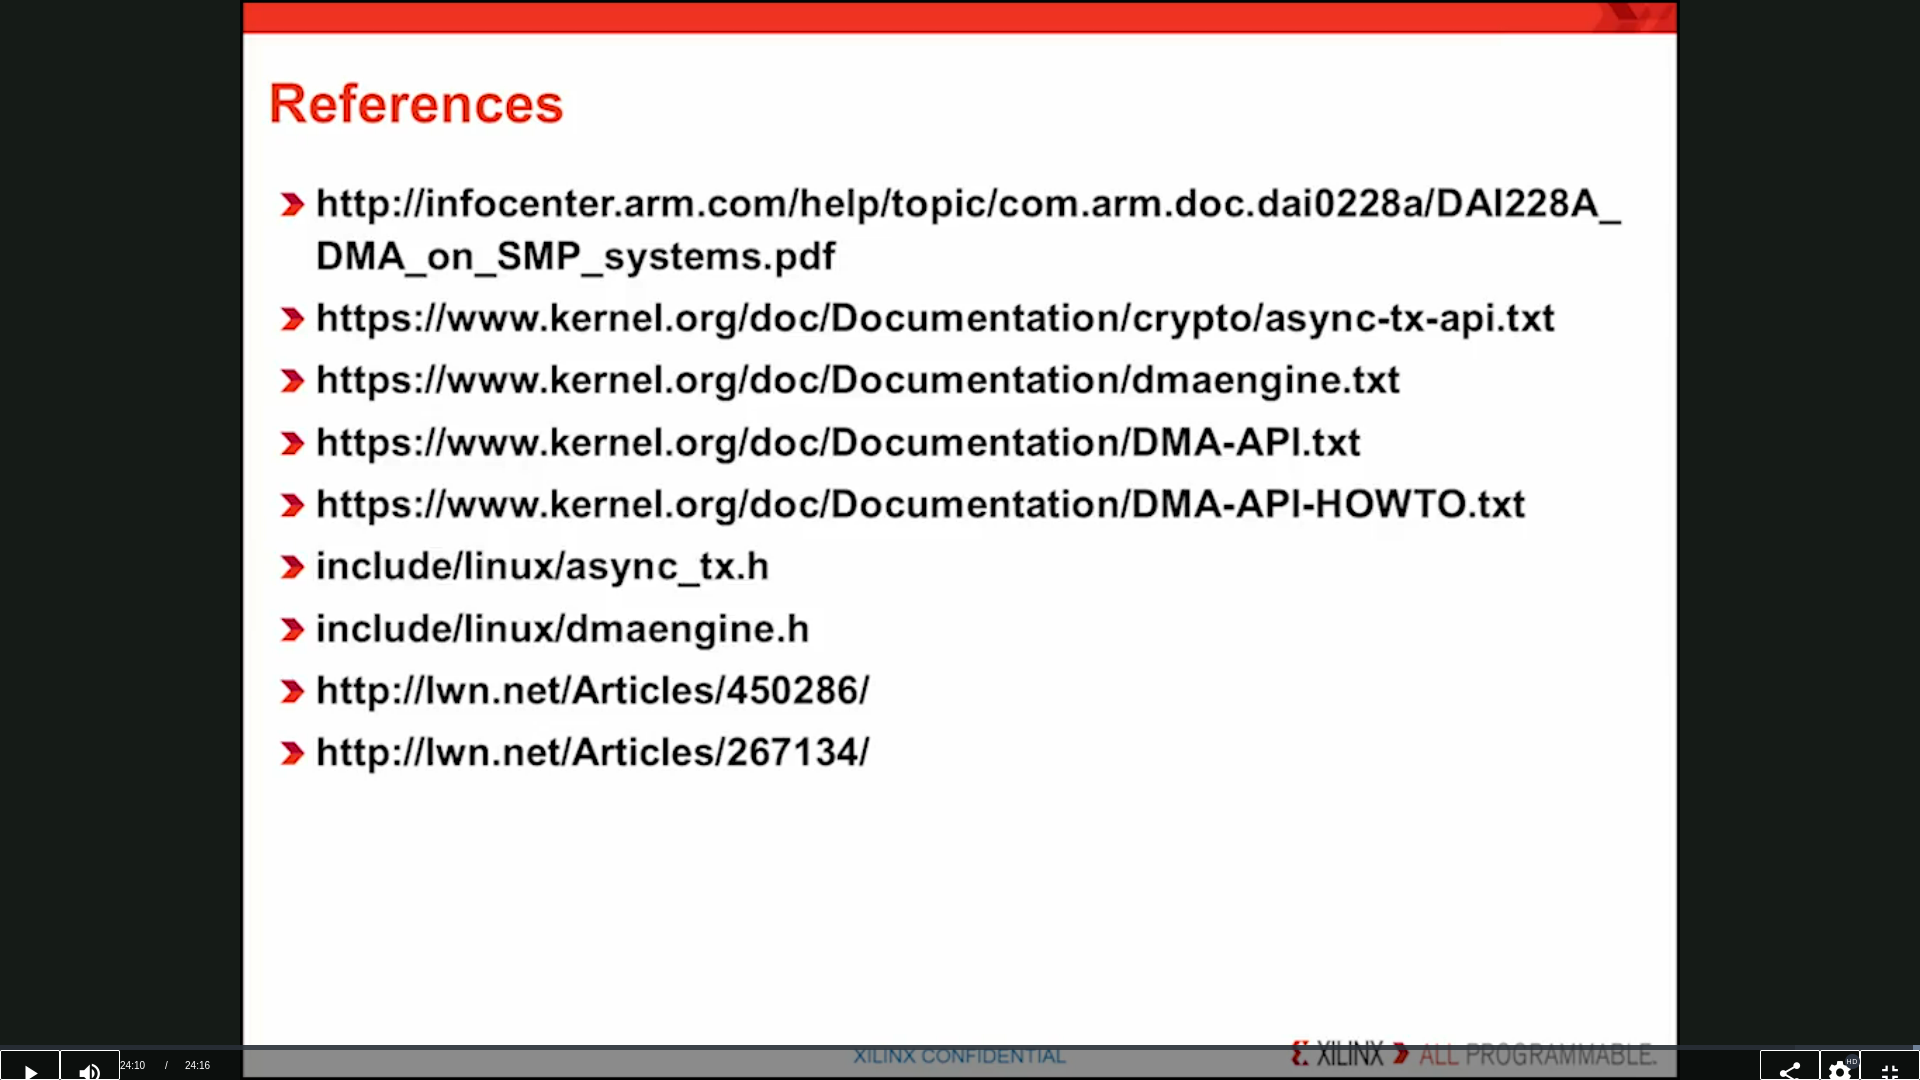 References
http://infocenter.arm.com/help/topic/com.arm.doc.dai0228a/DAI228A_
DMA_on_SMP_systems.pdf
https://www.kernel.org/doc/Documentation/crypto/async-tx-api.txt
https://www.kernel.org/doc/Documentation/dmaengine.txt
https://www.kernel.org/doc/Documentation/DMA-API.txt
https://www.kernel.org/doc/Documentation/DMA-API-HOWTO.txt
include/linux/async_tx.h
include/linux/dmaengine.h
http://lwn.net/Articles/450286/
http://lwn.net/Articles/267134/
XILINX CONFIDENTIAL
XILINX ALL PROGRAMMABLE.
24:10 / 24:16
HD